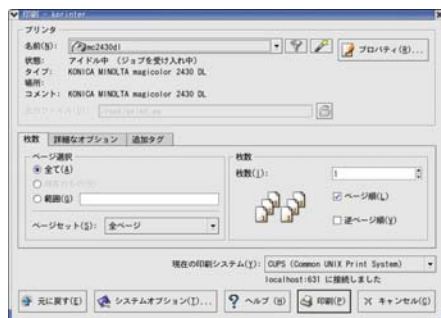 印刷 - kprinter
プリンタ
名前(N): mc2430dl プロパティ(R)...
状態: アイドル中 (ジョブを受け入れ中)
タイプ: KONICA MINOLTA magicolor 2430 DL
場所:
コメント: KONICA MINOLTA magicolor 2430 DL
枚数 詳細なオプション 追加タグ
ページ選択 枚数
全て(A) 枚数(I): 1
範囲(G) ページ順(L)
逆ページ順(V)
ページセット(S): 全ページ
現在の印刷システム(Y): CUPS (Common UNIX Print System)
localhost:631 に接続しました
元に戻す(E) システムオプション(T)... ヘルプ(H) 印刷(P) キャンセル(C)